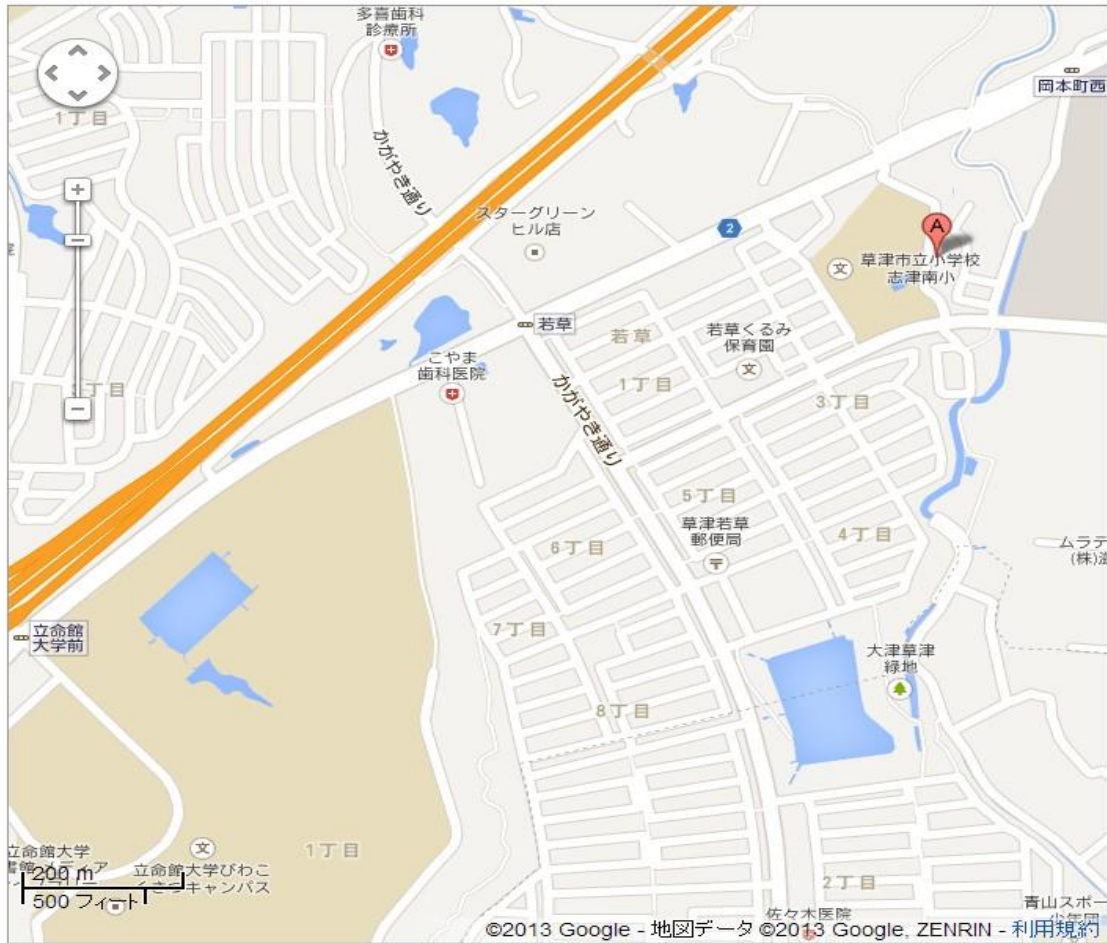 多喜歯科
診療所
岡本町西
1丁目
かがやき通り
スターグリーン
ヒル店
2
A
草津市立小学校
志津南小
若草
若草
若草くるみ
保育園
こやま
歯科医院
1丁目
かがやき通り
3丁目
5丁目
草津若草
郵便局
4丁目
6丁目
ムラテ
(株)滋
7丁目
立命館
大学前
大津草津
緑地
8丁目
1丁目
立命館大学
立命館大学びわこ
くさつキャンパス
200 m
500 フィート
2丁目
佐々木医院
青山スポー
少年団
©2013 Google - 地図データ ©2013 Google, ZENRIN - 利用規約